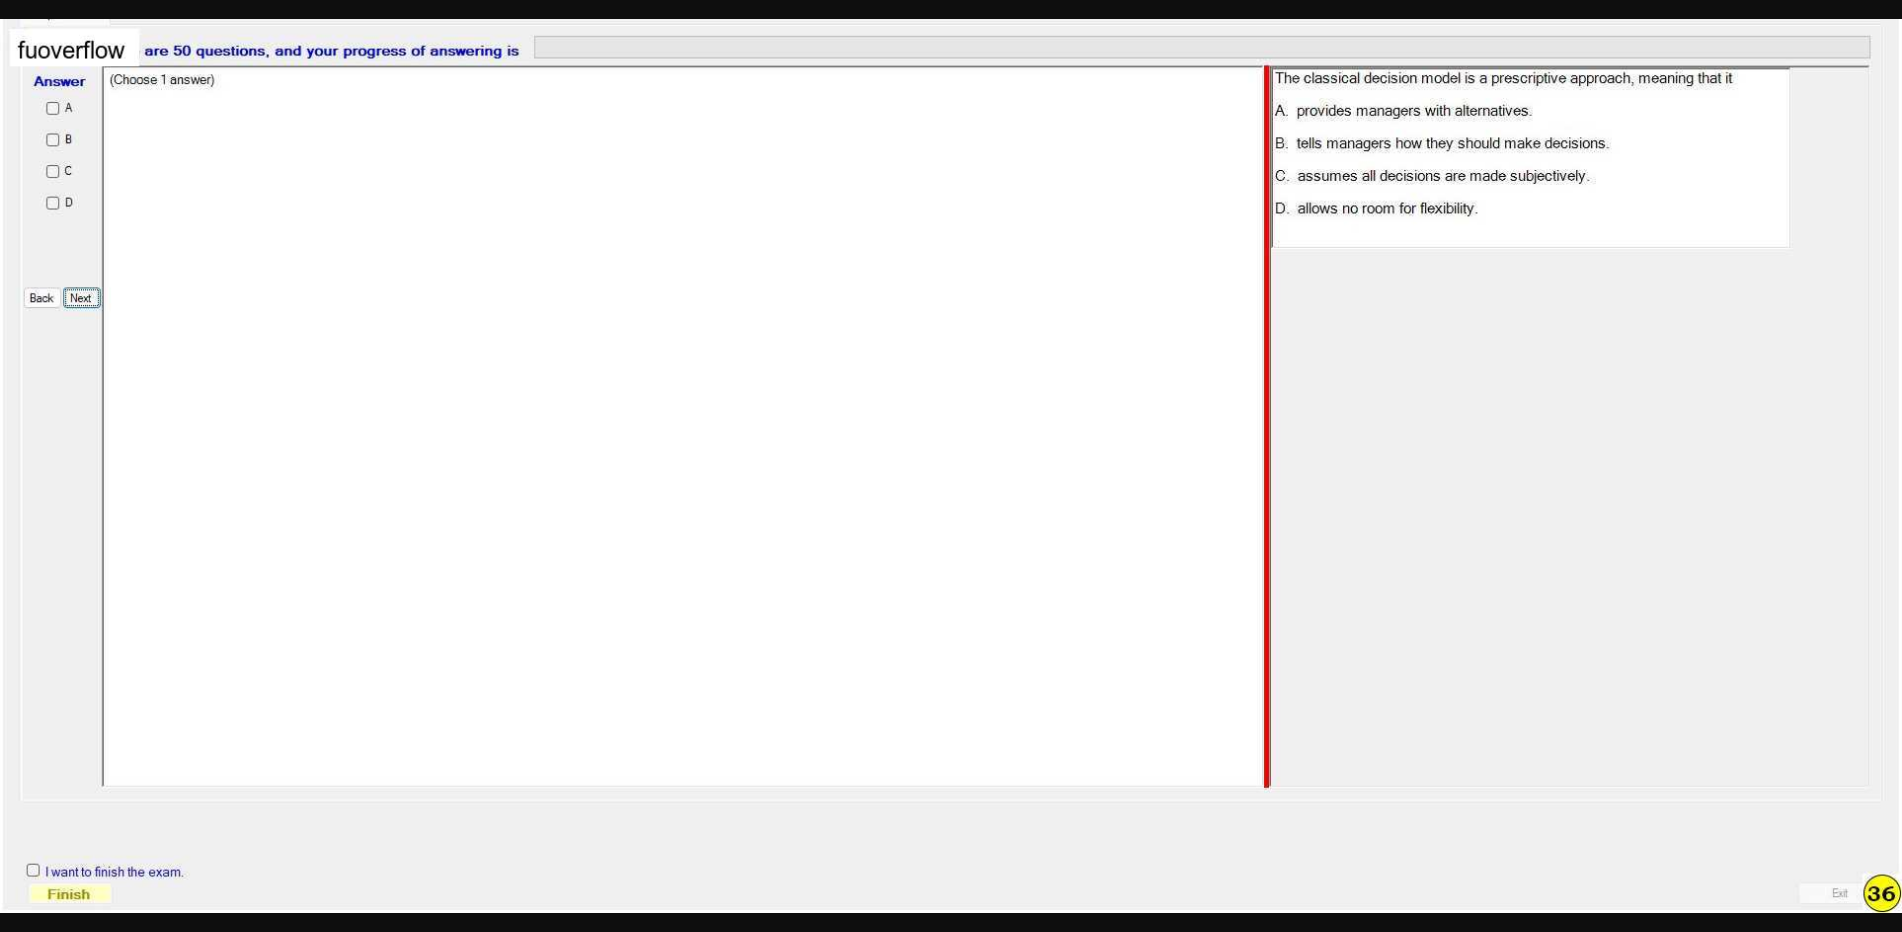 fuoverflow are 50 questions, and your progress of answering is
Answer
(Choose 1 answer)
A
B
C
D
Back Next
The classical decision model is a prescriptive approach, meaning that it
A. provides managers with alternatives.
B. tells managers how they should make decisions.
C. assumes all decisions are made subjectively.
D. allows no room for flexibility.
I want to finish the exam.
Finish
Exit
36